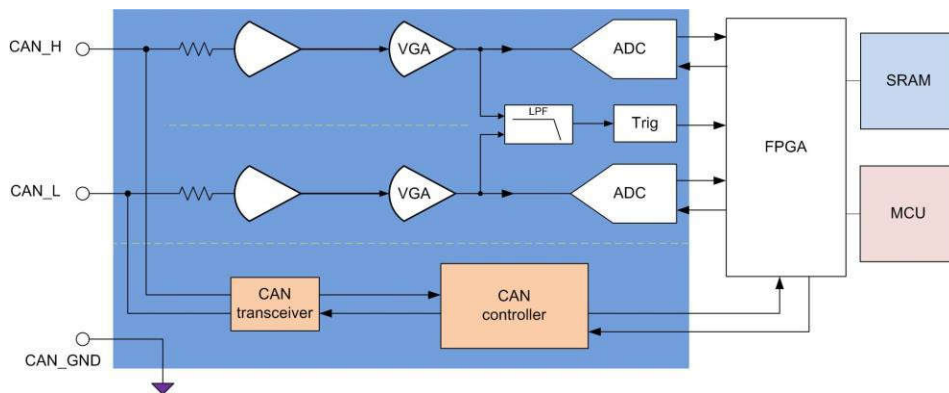 CAN_H
VGA
ADC
SRAM
LPF
Trig
FPGA
CAN_L
VGA
ADC
MCU
CAN
transceiver
CAN
controller
CAN_GND